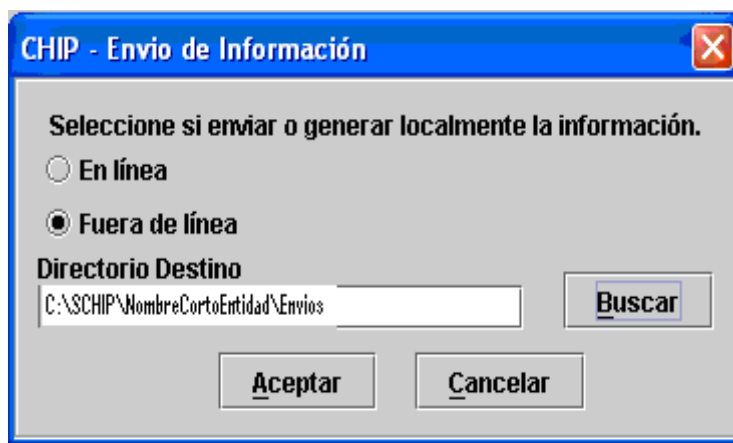 CHIP - Envio de Información
Seleccione si enviar o generar localmente la información.
En línea
Fuera de línea
Directorio Destino
C:\SCHIP\NombreCortoEntidad\Envios
Buscar
Aceptar
Cancelar